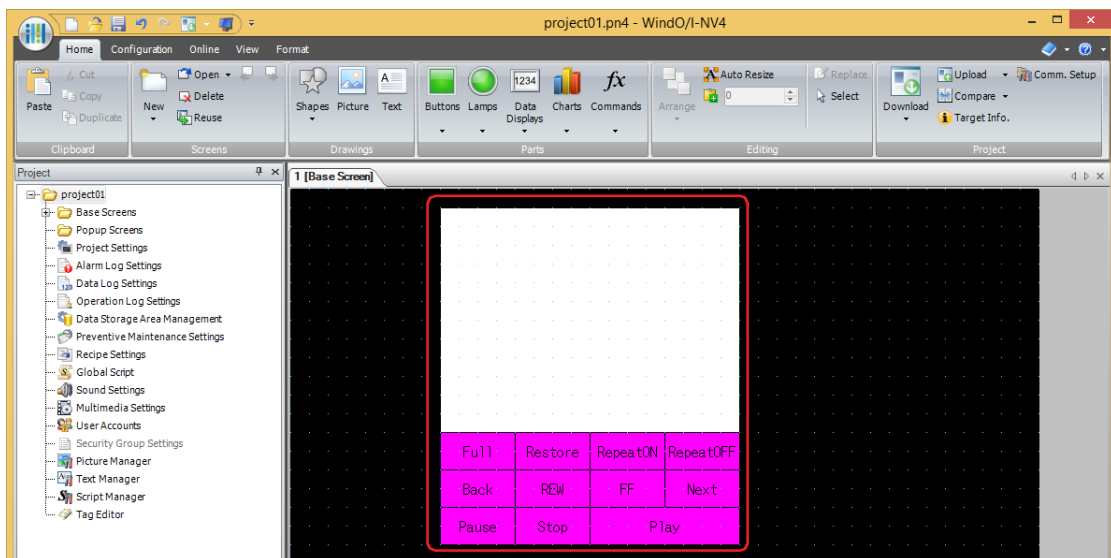 project01.pn4 - WindO/I-NV4
Home Configuration Online View Format
Paste
Cut
Copy
Duplicate
Clipboard
New
Open
Delete
Reuse
Screens
Shapes Picture Text
Drawings
Buttons Lamps Data Displays Charts Commands
1234
fx
Parts
Arrange
Auto Resize
0
Replace
Select
Editing
Download
Upload
Compare
Target Info.
Comm. Setup
Project
Project
1 [Base Screen]
project01
Base Screens
Popup Screens
Project Settings
Alarm Log Settings
Data Log Settings
Operation Log Settings
Data Storage Area Management
Preventive Maintenance Settings
Recipe Settings
Global Script
Sound Settings
Multimedia Settings
User Accounts
Security Group Settings
Picture Manager
Text Manager
Script Manager
Tag Editor
Full Restore RepeatON RepeatOFF
Back REW FF Next
Pause Stop Play